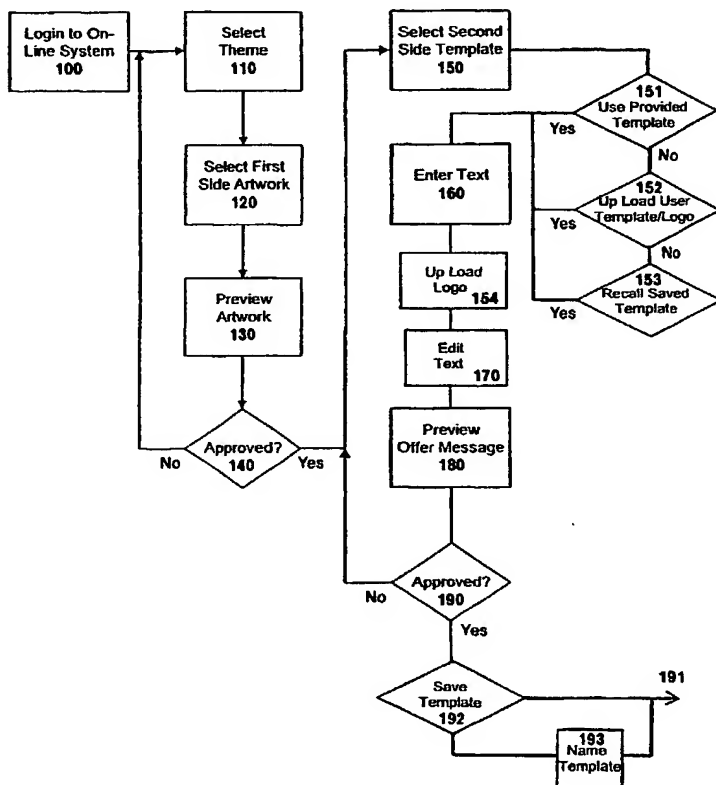 Login to On-
Line System
100
Select
Theme
110
Select First
Side Artwork
120
Preview
Artwork
130
Approved?
140
No
Yes
Select Second
Side Template
150
151
Use Provided
Template
Yes
No
152
Up Load User
Template/Logo
Yes
No
153
Recall Saved
Template
Yes
Enter Text
160
Up Load
Logo
154
Edit
Text
170
Preview
Offer Message
180
Approved?
190
No
Yes
Save
Template
192
191
193
Name
Template